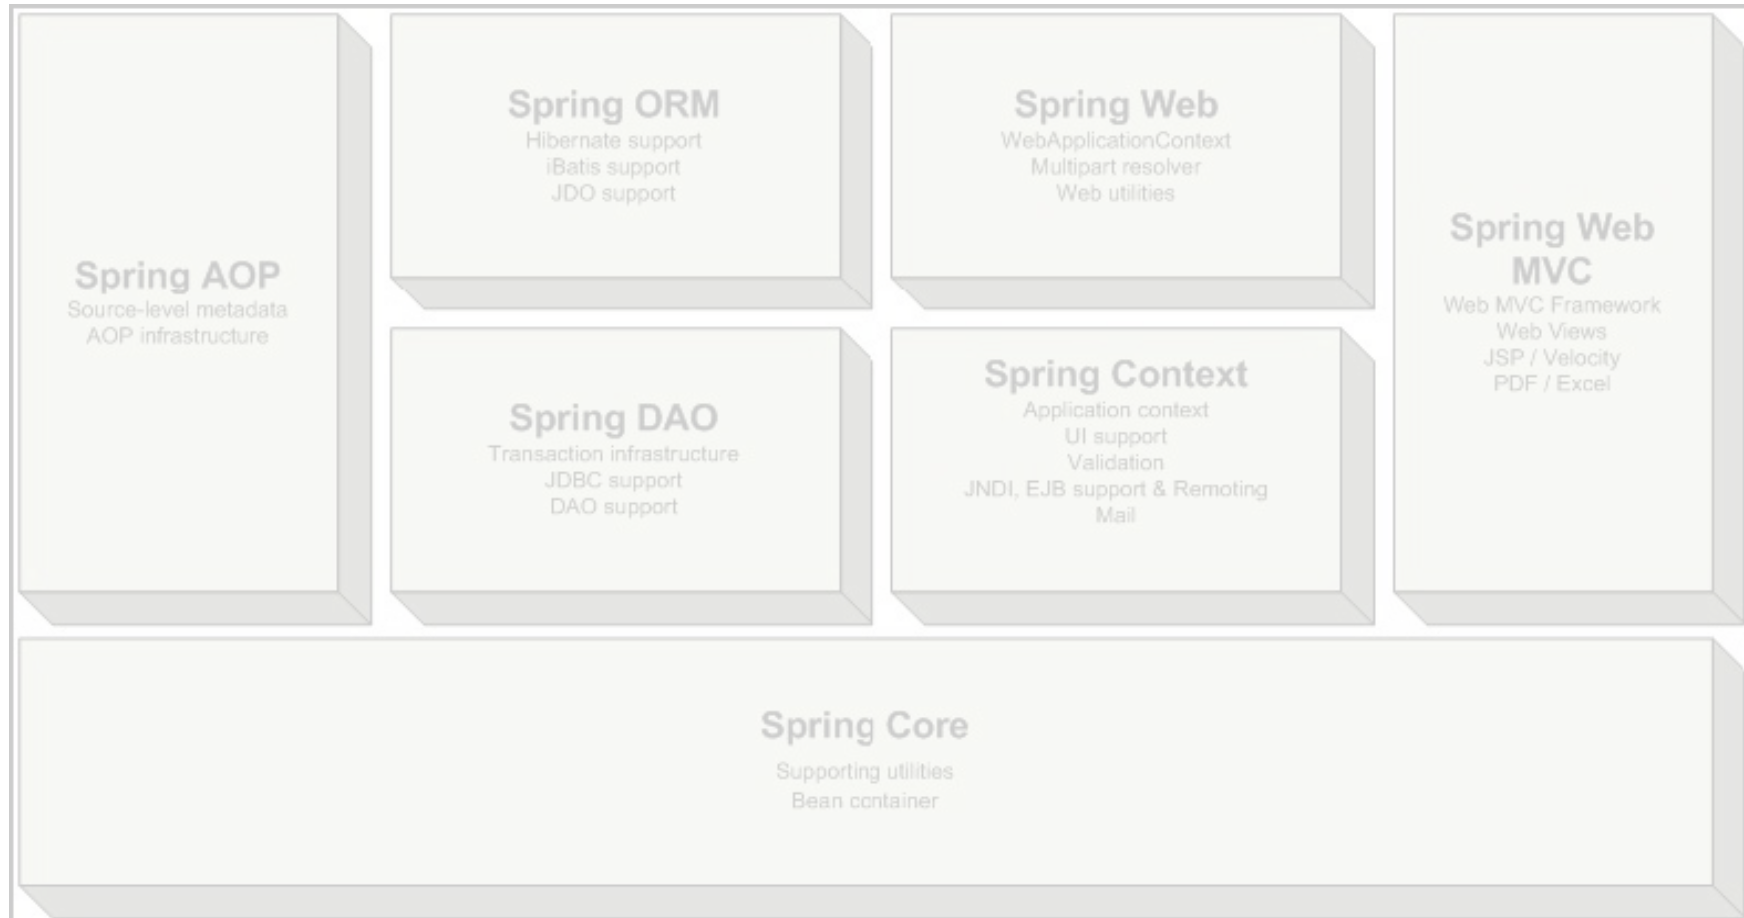 Spring AOP
Source-level metadata
AOP infrastructure
Spring ORM
Hibernate support
iBatis support
JDO support
Spring DAO
Transaction infrastructure
JDBC support
DAO support
Spring Web
WebApplicationContext
Multipart resolver
Web utilities
Spring Context
Application context
UI support
Validation
JNDI, EJB support & Remoting
Mail
Spring Web
MVC
Web MVC Framework
Web Views
JSP / Velocity
PDF / Excel
Spring Core
Supporting utilities
Bean container